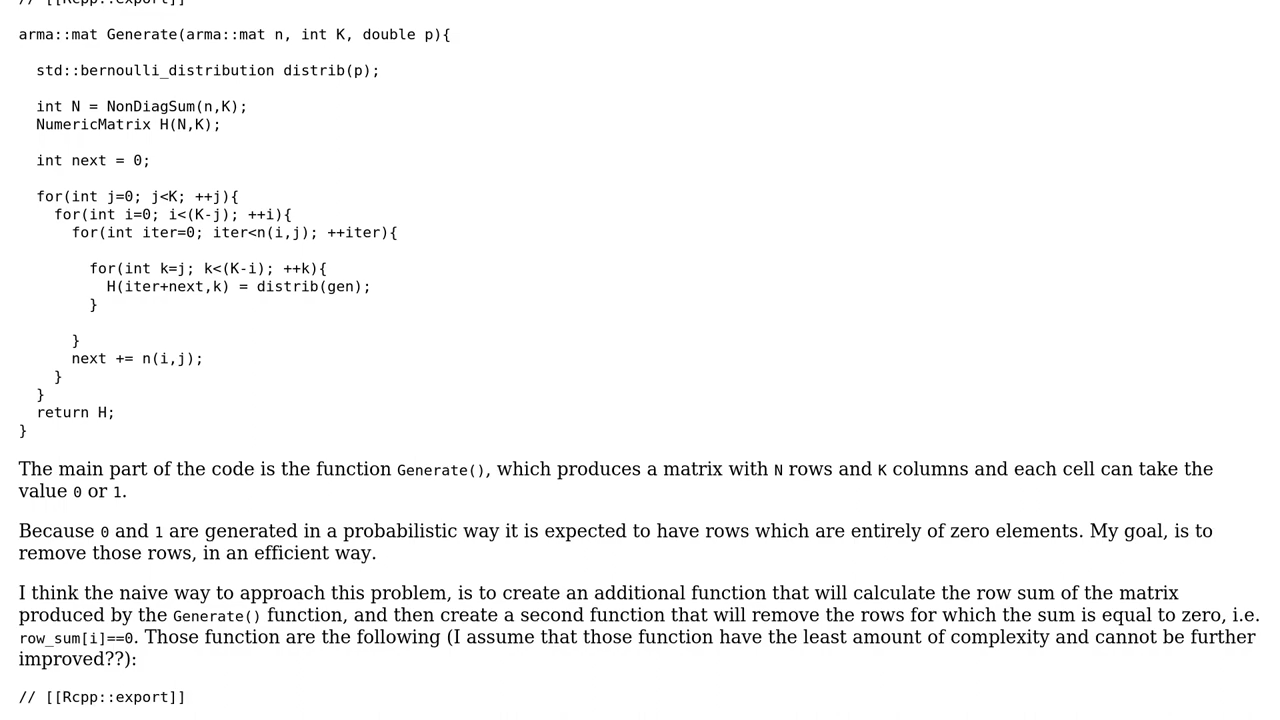 // [[Rcpp::export]]
arma::mat Generate(arma::mat n, int K, double p){
std::bernoulli_distribution distrib(p);
int N = NonDiagSum(n,K);
NumericMatrix H(N,K);
int next = 0;
for(int j=0; j<K; ++j){
for(int i=0; i<(K-j); ++i){
for(int iter=0; iter<n(i,j); ++iter){
for(int k=j; k<(K-i); ++k){
H(iter+next,k) = distrib(gen);
}
}
next += n(i,j);
}
}
return H;
}
The main part of the code is the function Generate(), which produces a matrix with N rows and K columns and each cell can take the
value 0 or 1.
Because 0 and 1 are generated in a probabilistic way it is expected to have rows which are entirely of zero elements. My goal, is to
remove those rows, in an efficient way.
I think the naive way to approach this problem, is to create an additional function that will calculate the row sum of the matrix
produced by the Generate() function, and then create a second function that will remove the rows for which the sum is equal to zero, i.e.
row_sum[i]==0. Those function are the following (I assume that those function have the least amount of complexity and cannot be further
improved??):
// [[Rcpp::export]]